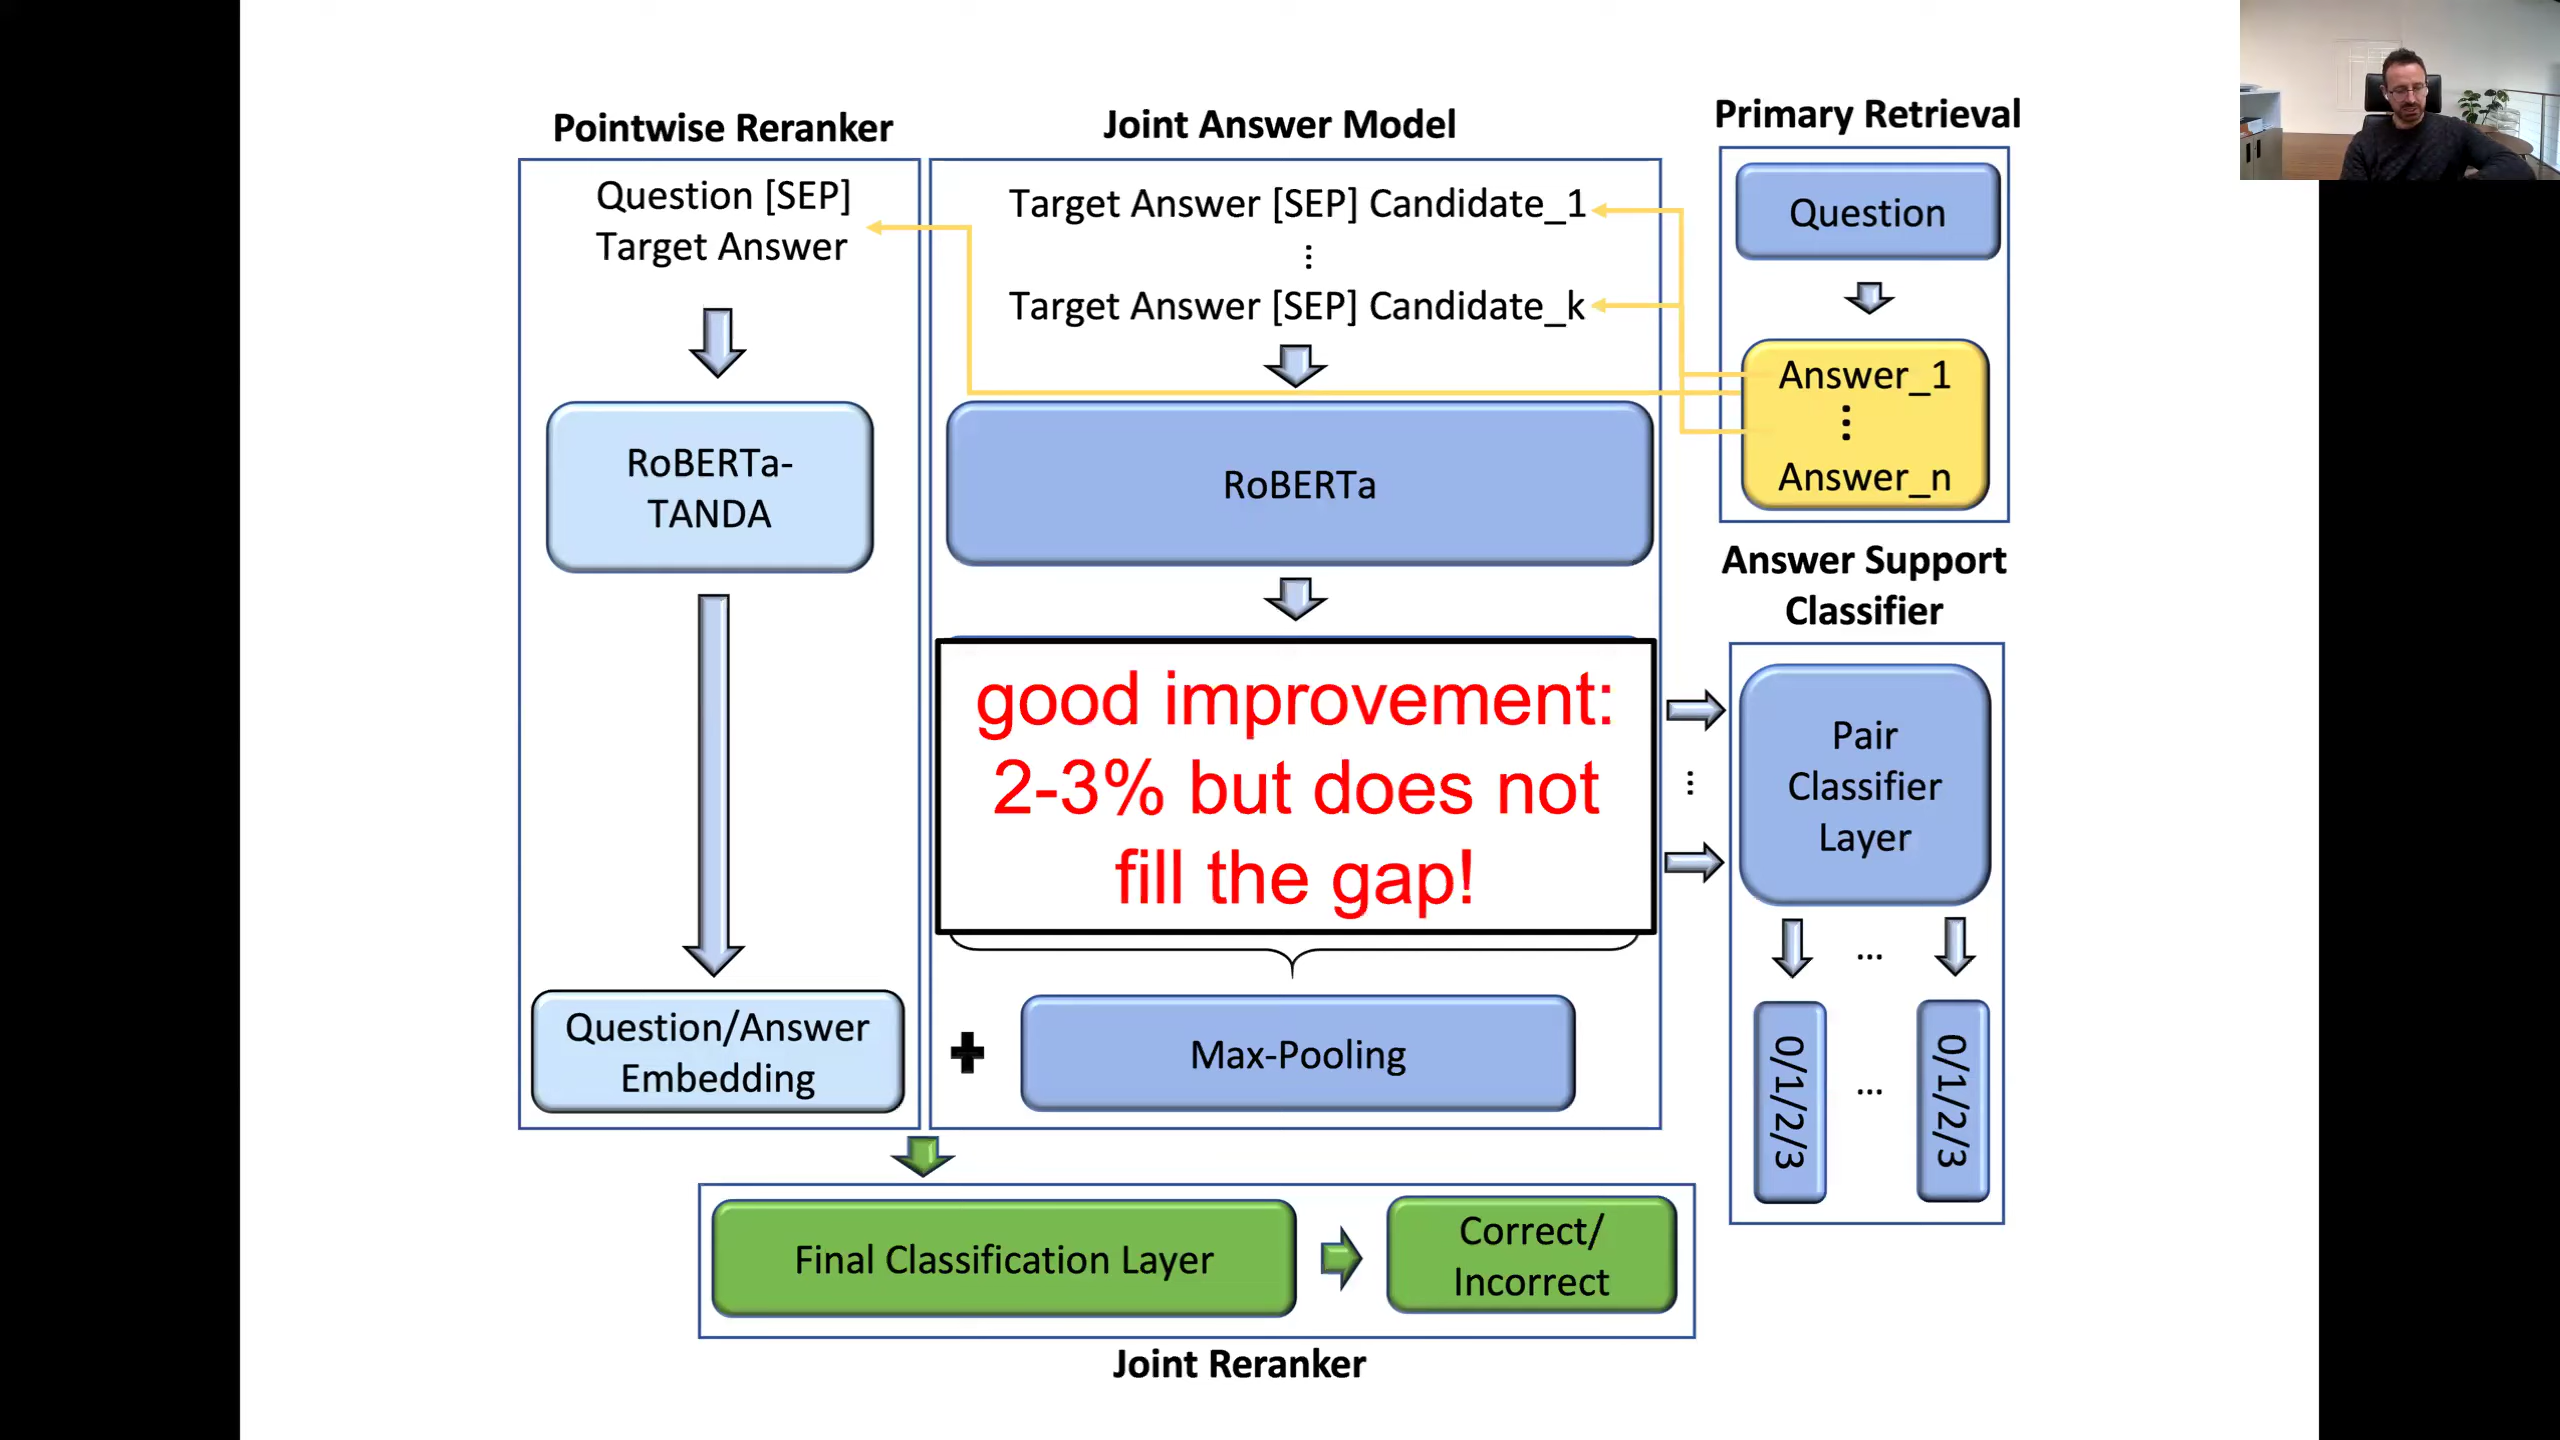 Pointwise Reranker
Question [SEP]
Target Answer
RoBERTa-
TANDA
Question/Answer
Embedding
Joint Answer Model
Target Answer [SEP] Candidate_1
⋮
Target Answer [SEP] Candidate_k
RoBERTa
good improvement:
2-3% but does not
fill the gap!
+
Max-Pooling
Primary Retrieval
Question
Answer_1
⋮
Answer_n
Answer Support
Classifier
⋮
Pair
Classifier
Layer
...
0/1/2/3
...
0/1/2/3
Final Classification Layer
Correct/
Incorrect
Joint Reranker